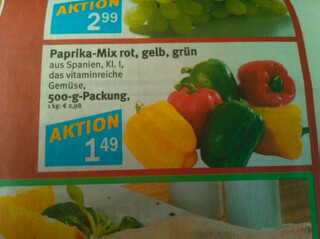 AKTION
2.99
Paprika-Mix rot, gelb, grün
aus Spanien, Kl. I,
das vitaminreiche
Gemüse,
500-g-Packung,
1 kg: € 2,98
AKTION
1.49